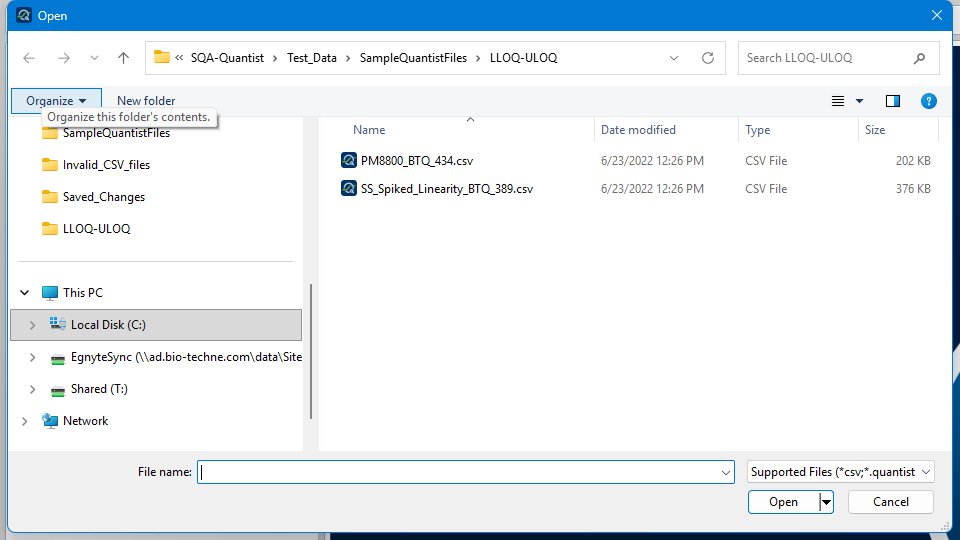 Open
« SQA-Quantist > Test_Data > SampleQuantistFiles > LLOQ-ULOQ
Search LLOQ-ULOQ
Organize New folder
Organize this folder's contents.
SampleQuantistFiles
Invalid_CSV_files
Saved_Changes
LLOQ-ULOQ
This PC
Local Disk (C:)
EgnyteSync (\\ad.bio-techne.com\data\Site
Shared (T:)
Network
Name Date modified Type Size
PM8800_BTQ_434.csv 6/23/2022 12:26 PM CSV File 202 KB
SS_Spiked_Linearity_BTQ_389.csv 6/23/2022 12:26 PM CSV File 376 KB
File name: Supported Files (*csv;*.quantist
Open Cancel